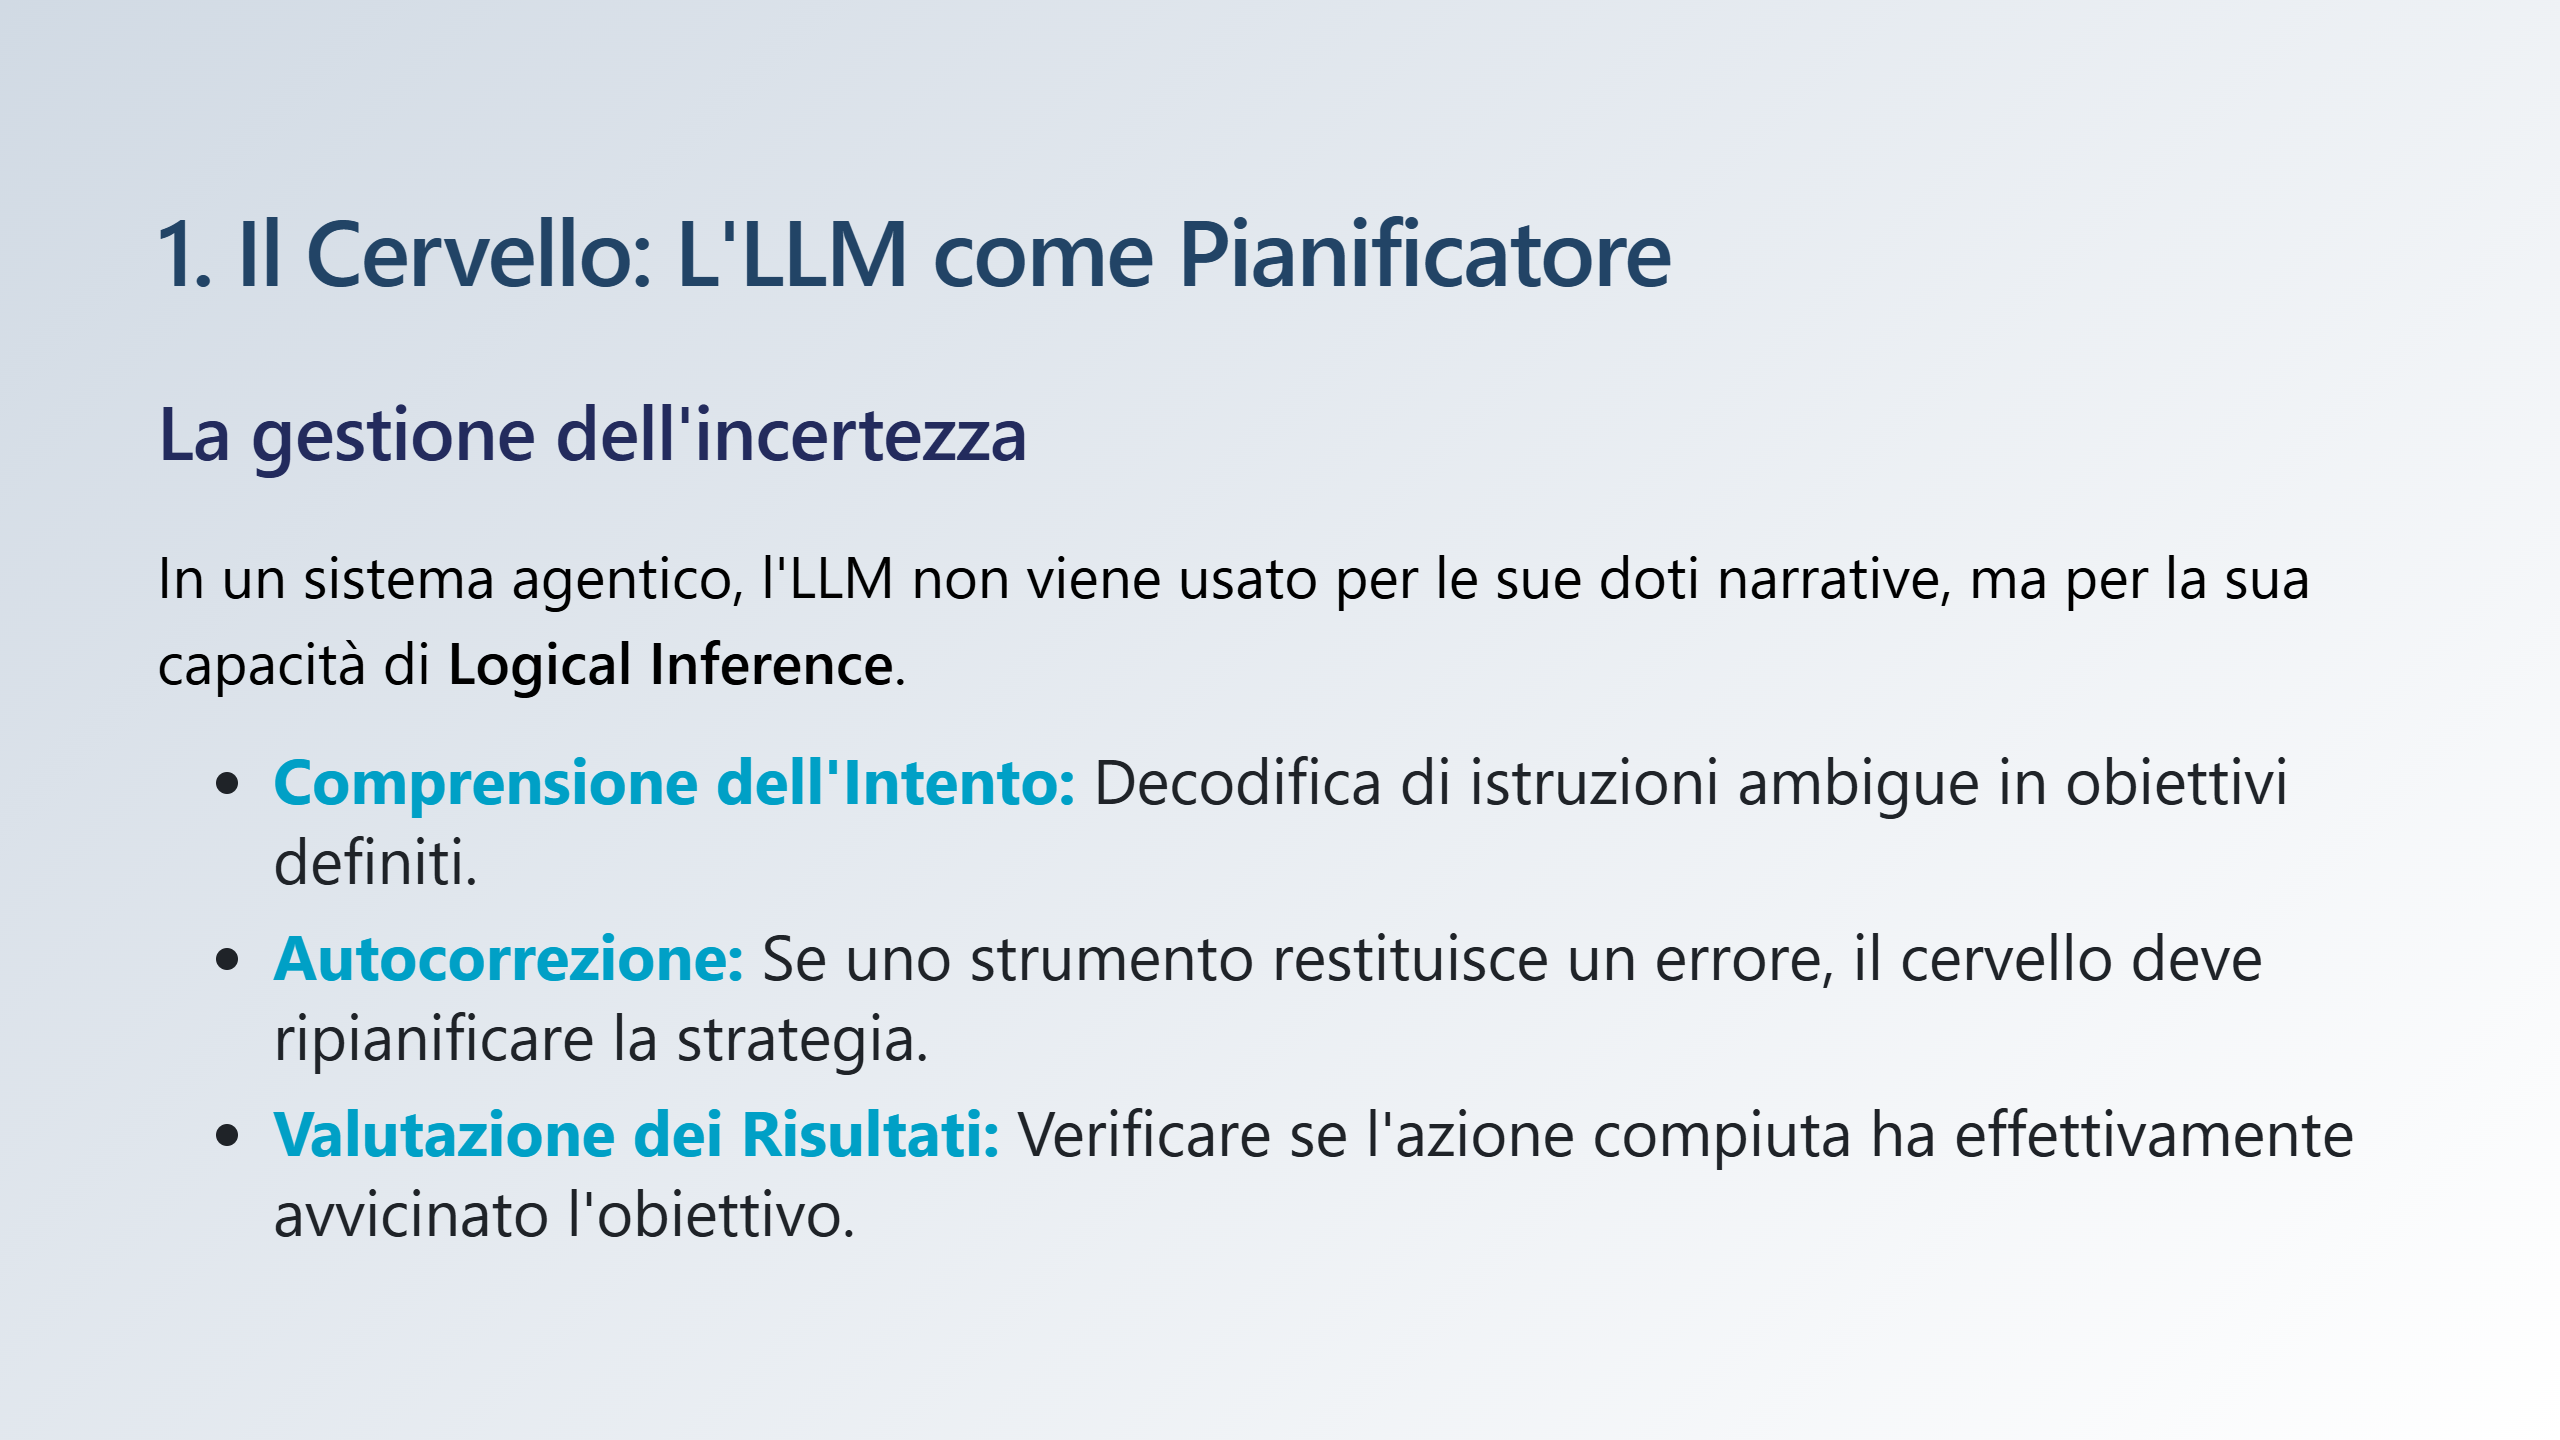 1. Il Cervello: L'LLM come Pianificatore
La gestione dell'incertezza
In un sistema agentico, l'LLM non viene usato per le sue doti narrative, ma per la sua
capacità di Logical Inference.
• Comprensione dell'Intento: Decodifica di istruzioni ambigue in obiettivi
definiti.
• Autocorrezione: Se uno strumento restituisce un errore, il cervello deve
ripianificare la strategia.
• Valutazione dei Risultati: Verificare se l'azione compiuta ha effettivamente
avvicinato l'obiettivo.